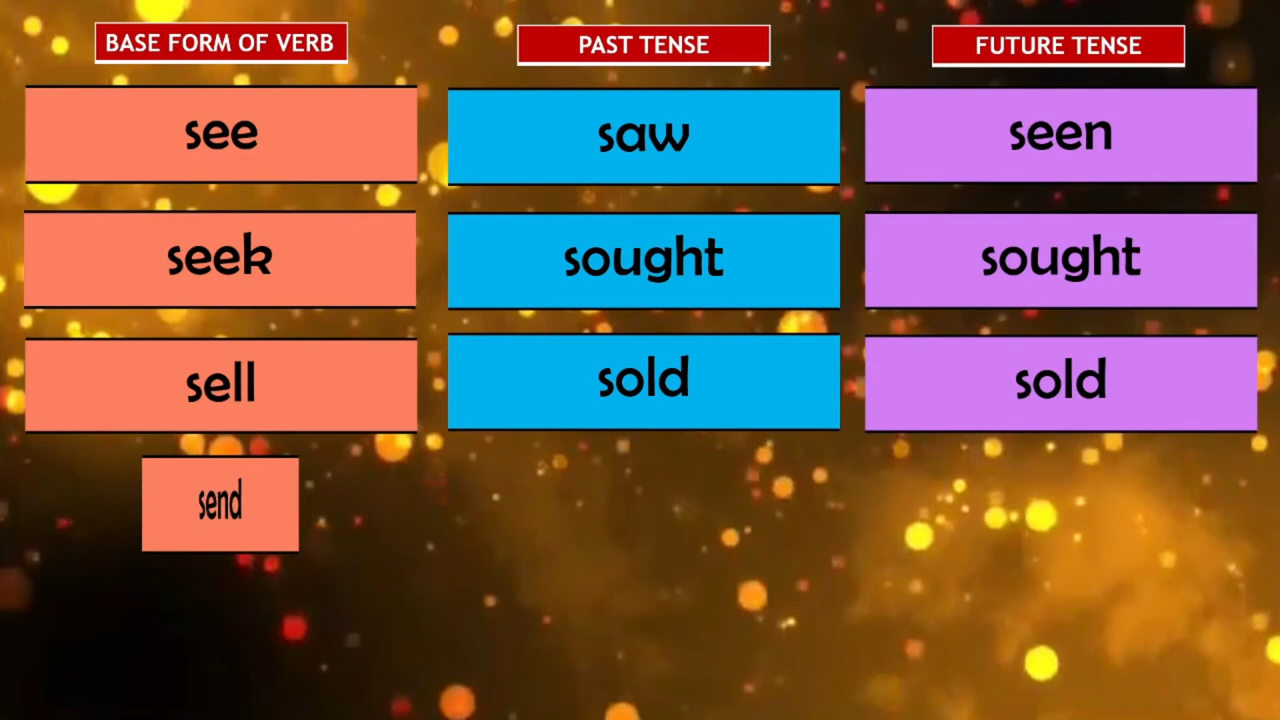 BASE FORM OF VERB
PAST TENSE
FUTURE TENSE
see
saw
seen
seek
sought
sought
sell
sold
sold
send